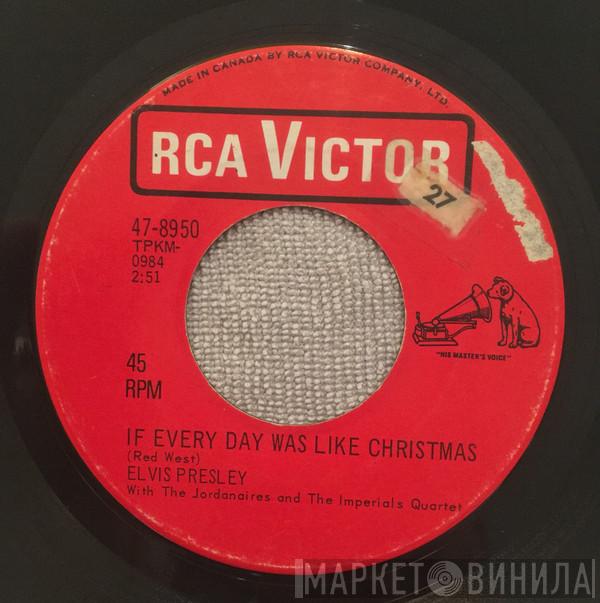 MADE IN CANADA BY RCA VICTOR COMPANY, LTD.
RCA VICTOR
27
47-8950
TPKM-
0984
2:51
"HIS MASTER'S VOICE"
45
RPM
IF EVERY DAY WAS LIKE CHRISTMAS
(Red West)
ELVIS PRESLEY
With The Jordanaires and The Imperials Quartet
МАРКЕТ ВИНИЛА